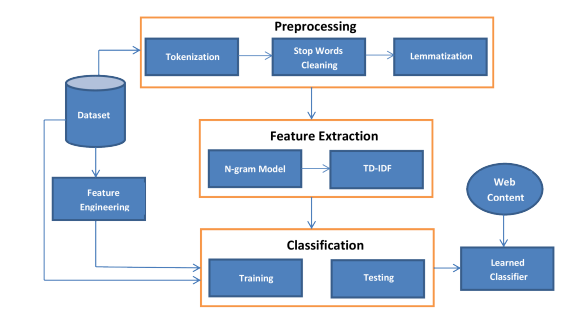 Preprocessing
Tokenization
Stop Words
Cleaning
Lemmatization
Dataset
Feature Extraction
N-gram Model
TD-IDF
Feature
Engineering
Web
Content
Classification
Training
Testing
Learned
Classifier